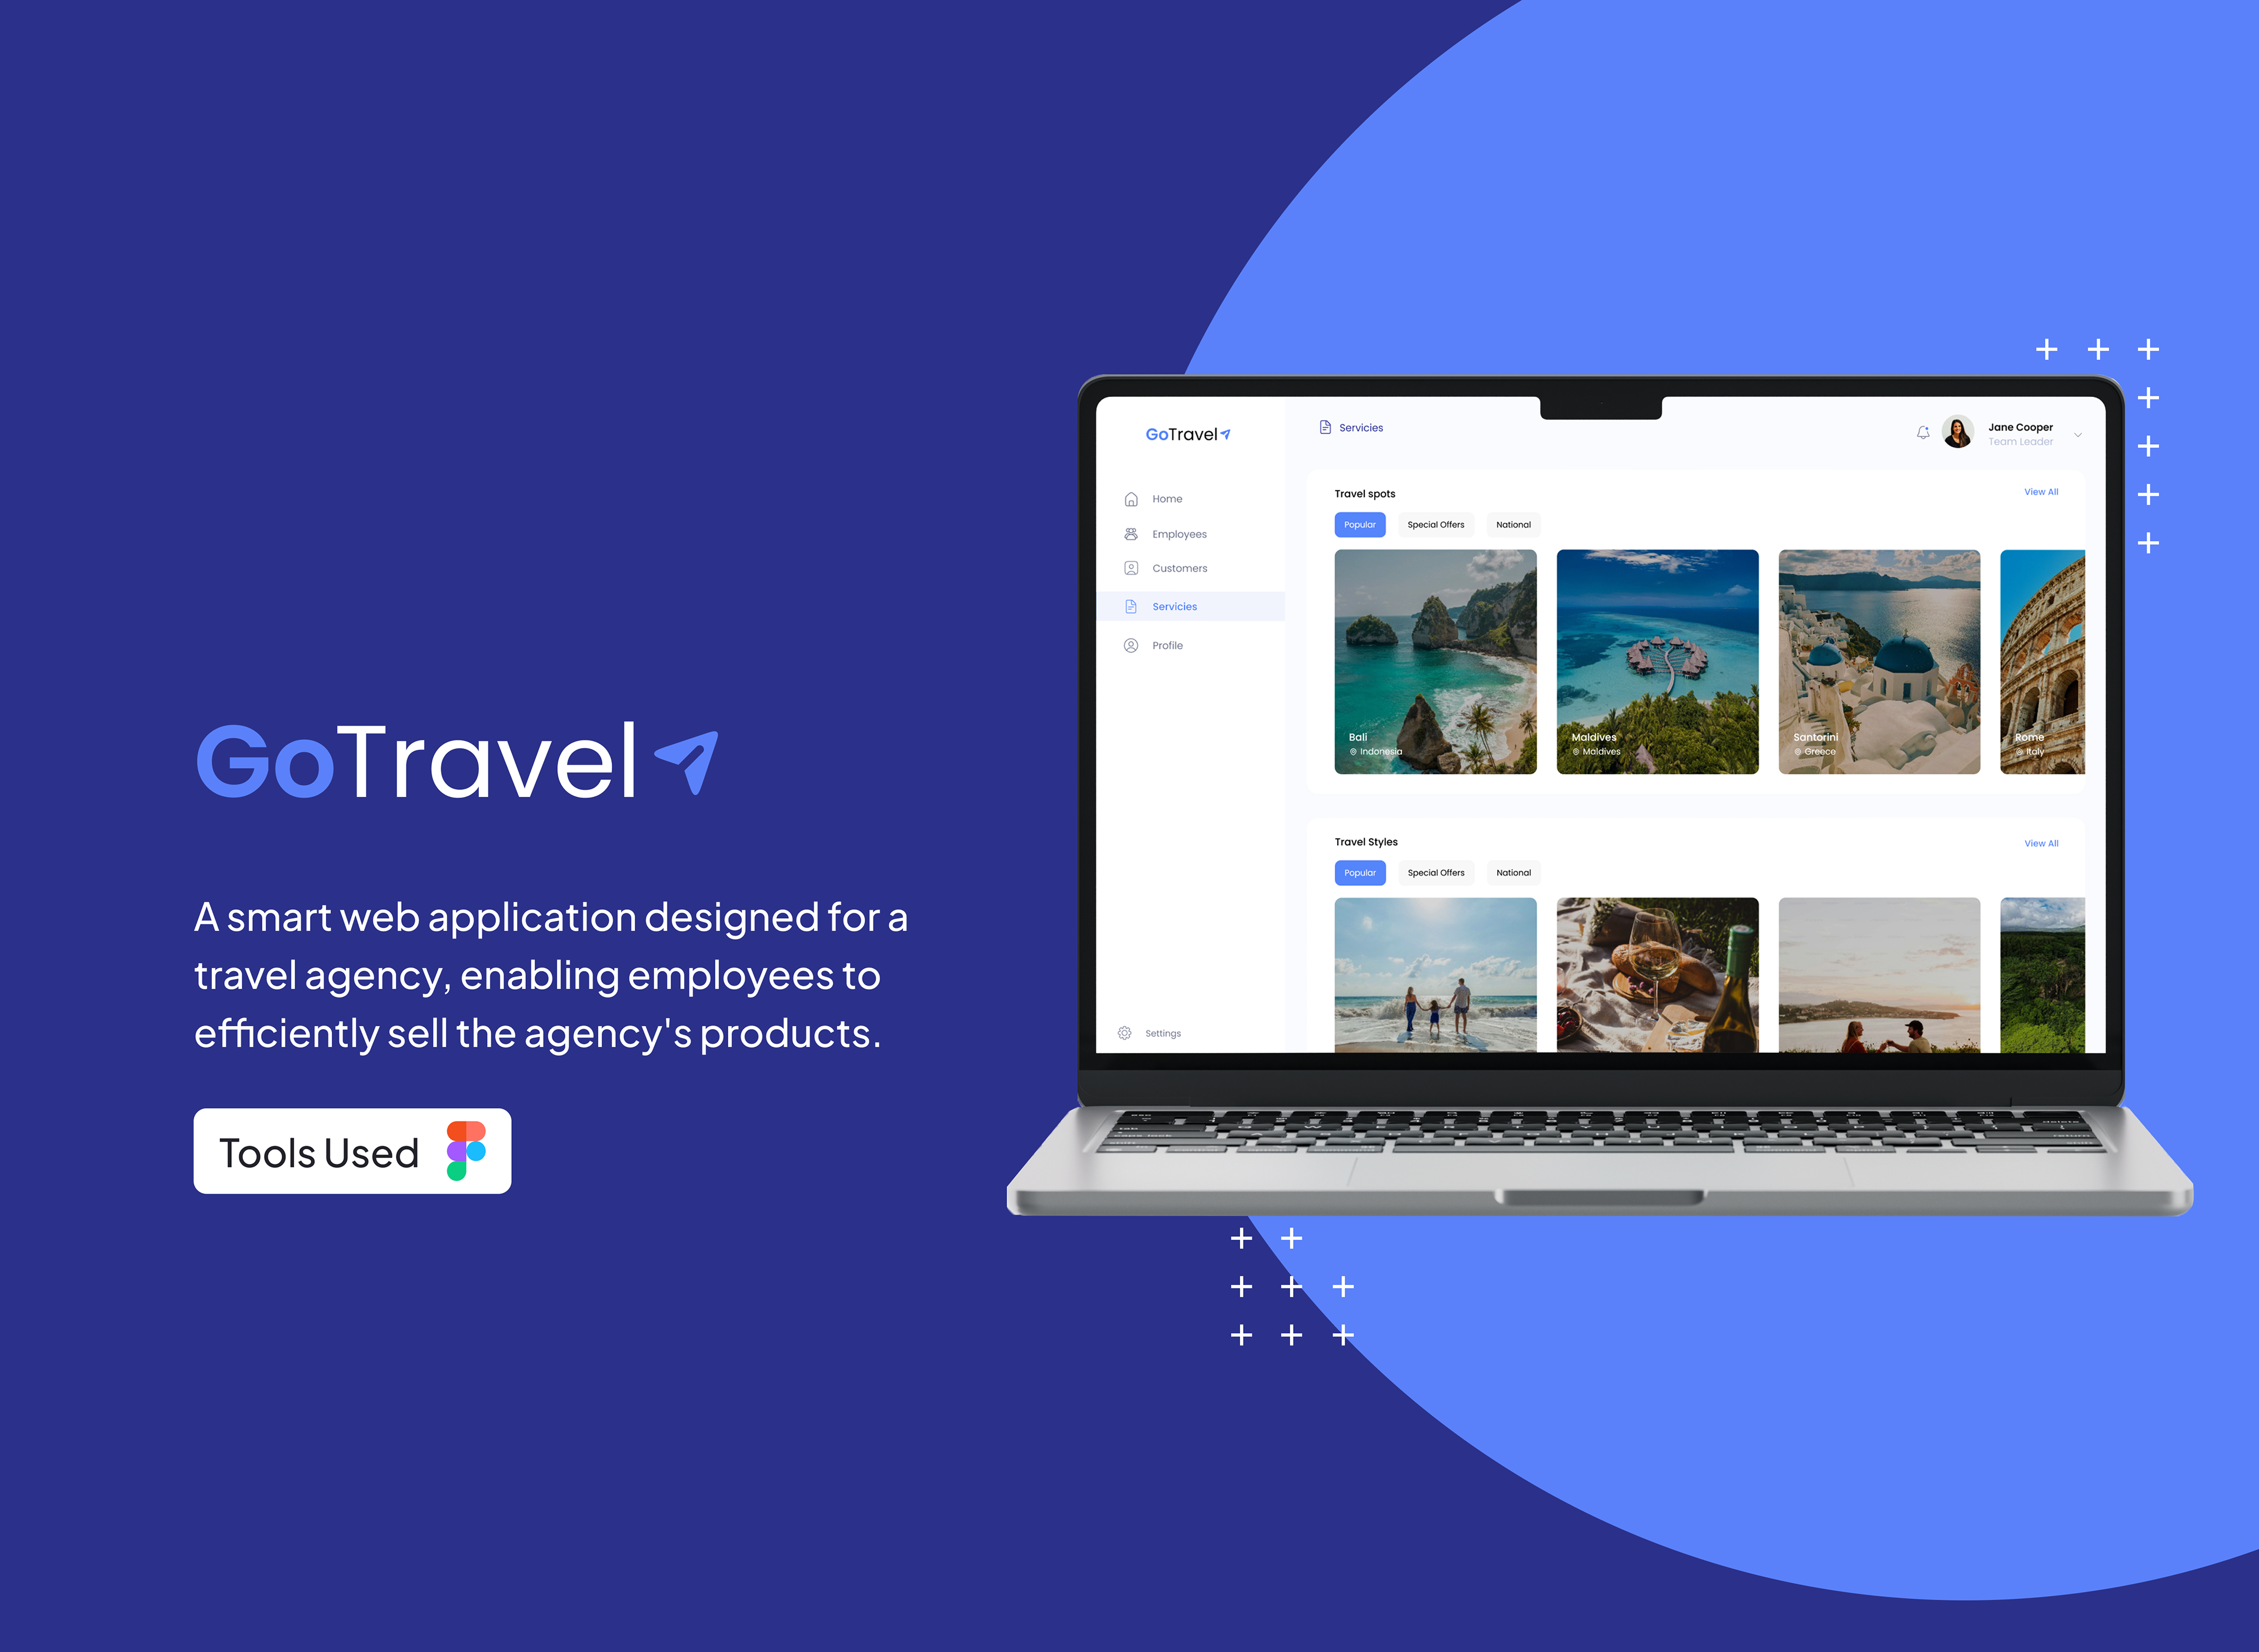 GoTravel
A smart web application designed for a
travel agency, enabling employees to
efficiently sell the agency's products.
Tools Used
GoTravel
Home
Employees
Customers
Servicies
Profile
Settings
Servicies
Jane Cooper
Team Leader
Travel spots
View All
Popular
Special Offers
National
Bali
Indonesia
Maldives
Maldives
Santorini
Greece
Rome
Italy
Travel Styles
View All
Popular
Special Offers
National